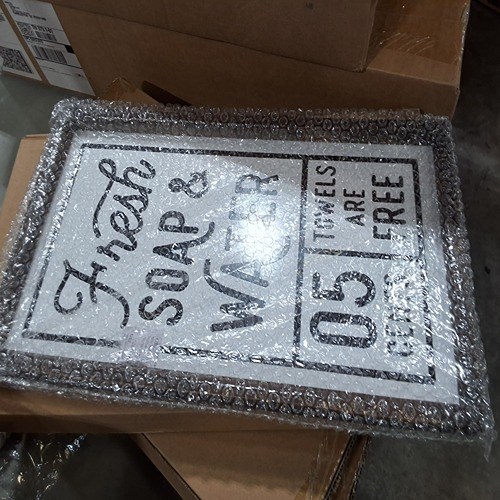 Fresh
SOAP &
WATER
TOWELS
ARE
FREE
05
CENTS